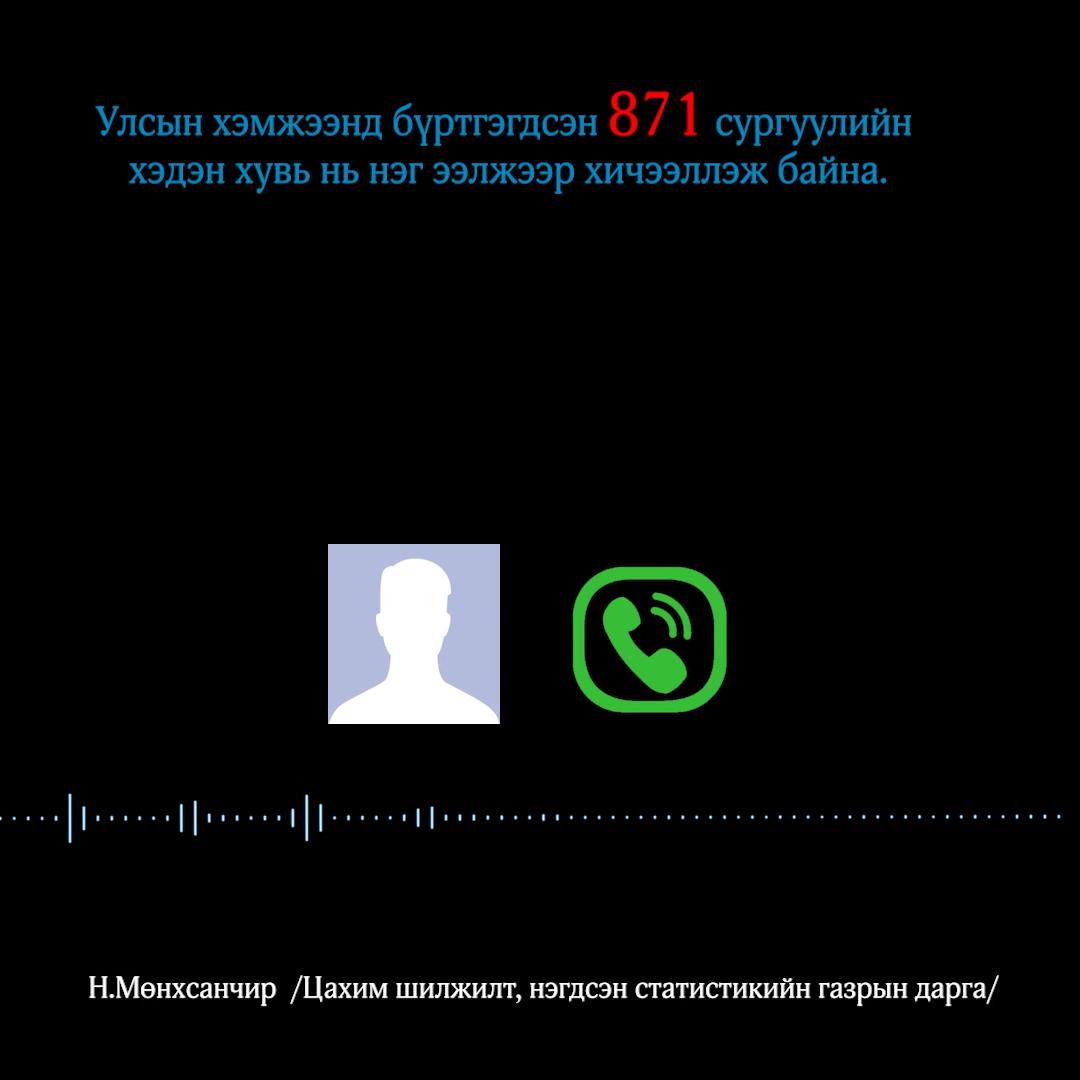 Улсын хэмжээнд бүртгэгдсэн 871 сургуулийн
хэдэн хувь нь нэг ээлжээр хичээллэж байна.
Н.Мөнхсанчир /Цахим шилжилт, нэгдсэн статистикийн газрын дарга/